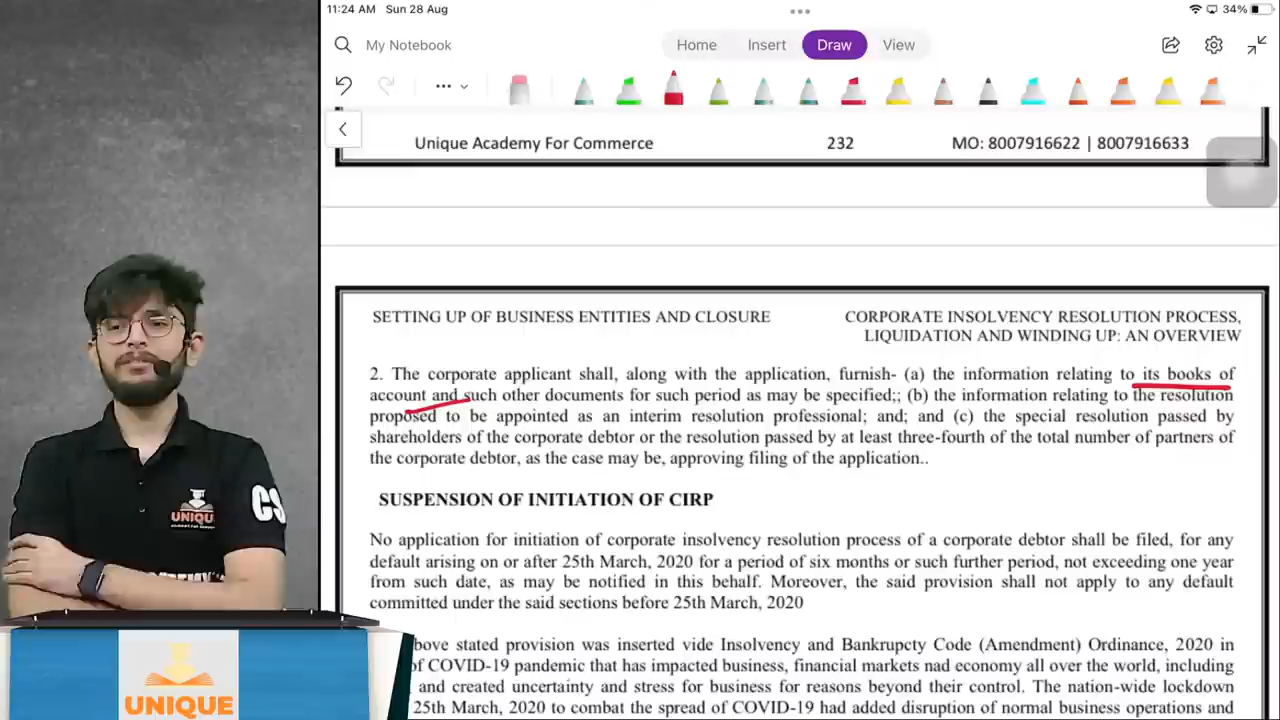 11:24 AM Sun 28 Aug
34%
My Notebook
Home Insert Draw View
Unique Academy For Commerce 232 MO: 8007916622 | 8007916633
SETTING UP OF BUSINESS ENTITIES AND CLOSURE
CORPORATE INSOLVENCY RESOLUTION PROCESS,
LIQUIDATION AND WINDING UP: AN OVERVIEW
2. The corporate applicant shall, along with the application, furnish- (a) the information relating to its books of
account and such other documents for such period as may be specified;; (b) the information relating to the resolution
proposed to be appointed as an interim resolution professional; and; and (c) the special resolution passed by
shareholders of the corporate debtor or the resolution passed by at least three-fourth of the total number of partners of
the corporate debtor, as the case may be, approving filing of the application..
SUSPENSION OF INITIATION OF CIRP
No application for initiation of corporate insolvency resolution process of a corporate debtor shall be filed, for any
default arising on or after 25th March, 2020 for a period of six months or such further period, not exceeding one year
from such date, as may be notified in this behalf. Moreover, the said provision shall not apply to any default
committed under the said sections before 25th March, 2020
bove stated provision was inserted vide Insolvency and Bankrupcty Code (Amendment) Ordinance, 2020 in
of COVID-19 pandemic that has impacted business, financial markets nad economy all over the world, including
and created uncertainty and stress for business for reasons beyond their control. The nation-wide lockdown
25th March, 2020 to combat the spread of COVID-19 had added disruption of normal business operations and
UNIQUE
CS
UNIQUE